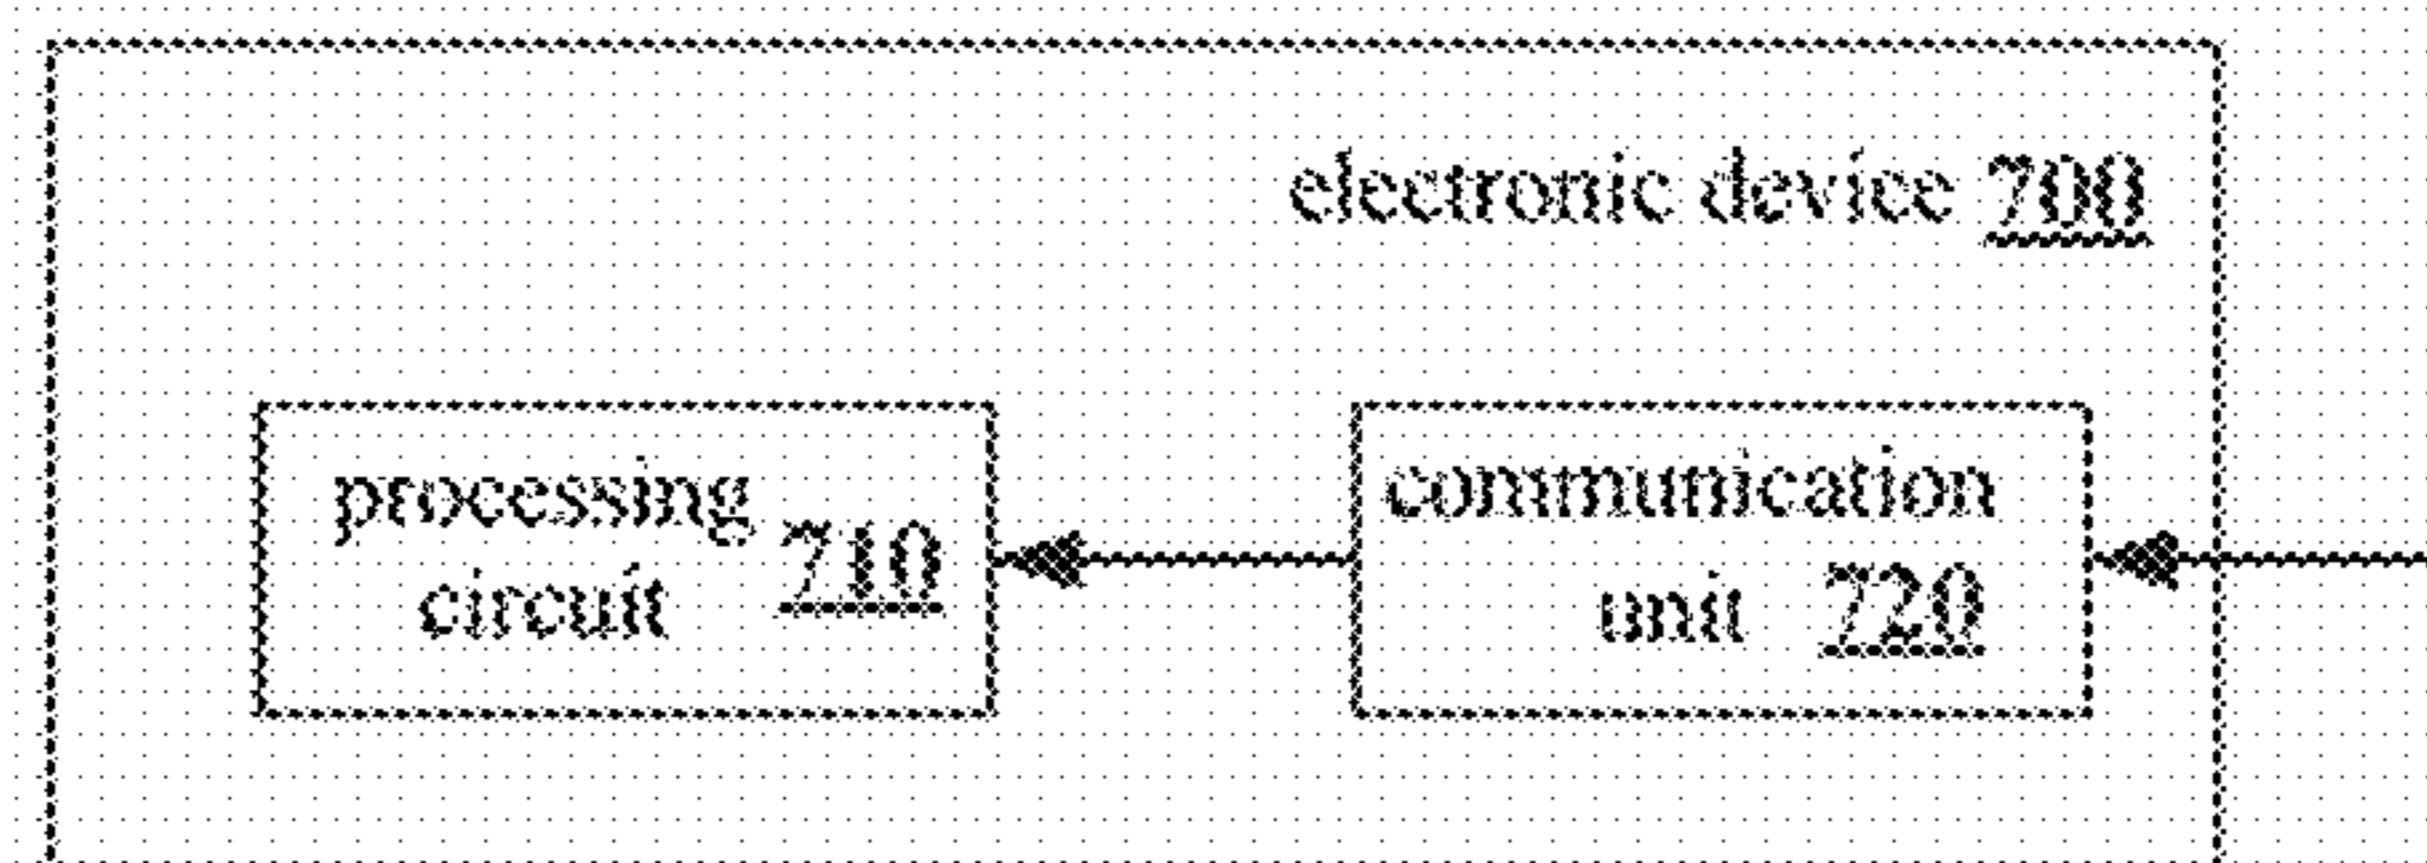 electronic device 700
processing
circuit 710
communication
unit 720